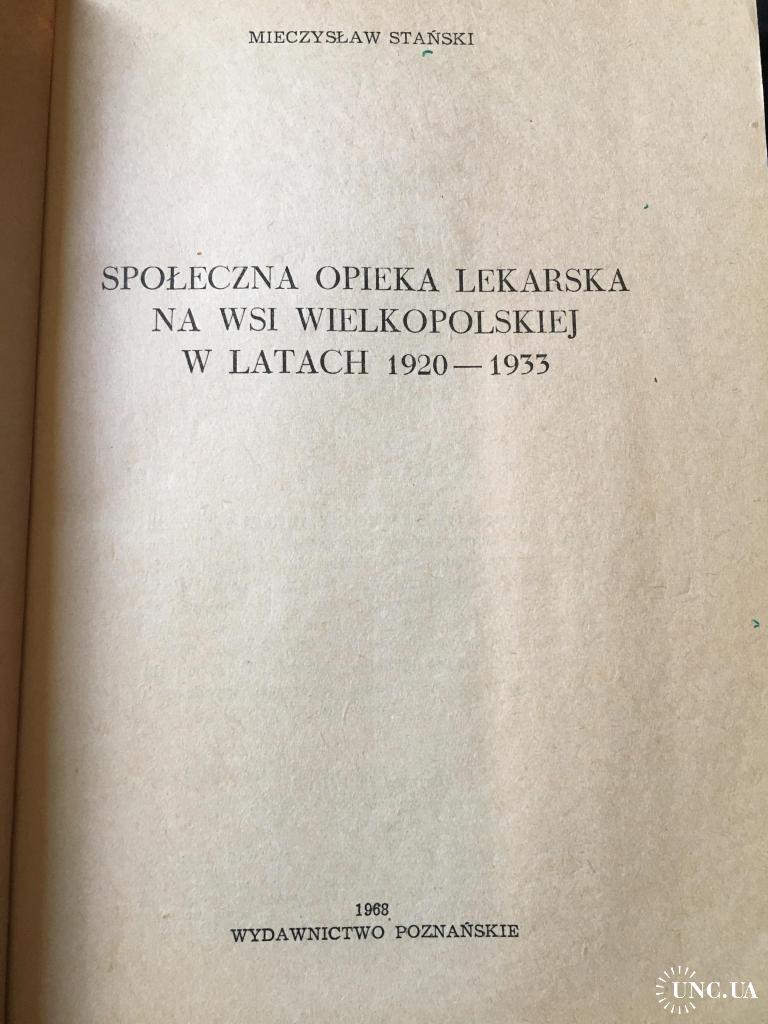 MIECZYSŁAW STAŃSKI
SPOŁECZNA OPIEKA LEKARSKA
NA WSI WIELKOPOLSKIEJ
W LATACH 1920—1933
1968
WYDAWNICTWO POZNAŃSKIE
UNC.UA